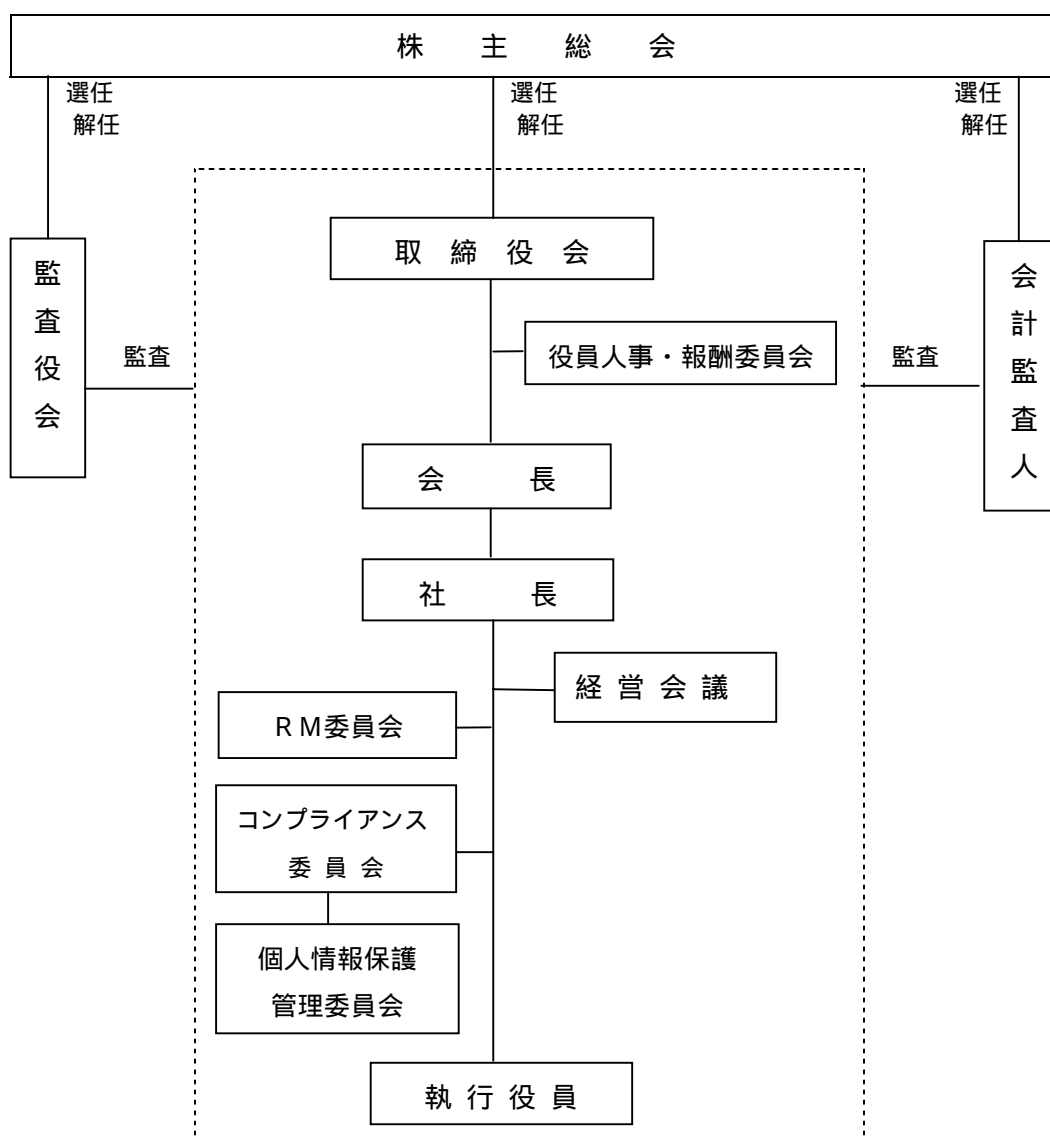 株主総会
選任
解任
選任
解任
選任
解任
監査役会
監査
取締役会
役員人事・報酬委員会
監査
会計監査人
会長
社長
経営会議
ＲＭ委員会
コンプライアンス
委員会
個人情報保護
管理委員会
執行役員